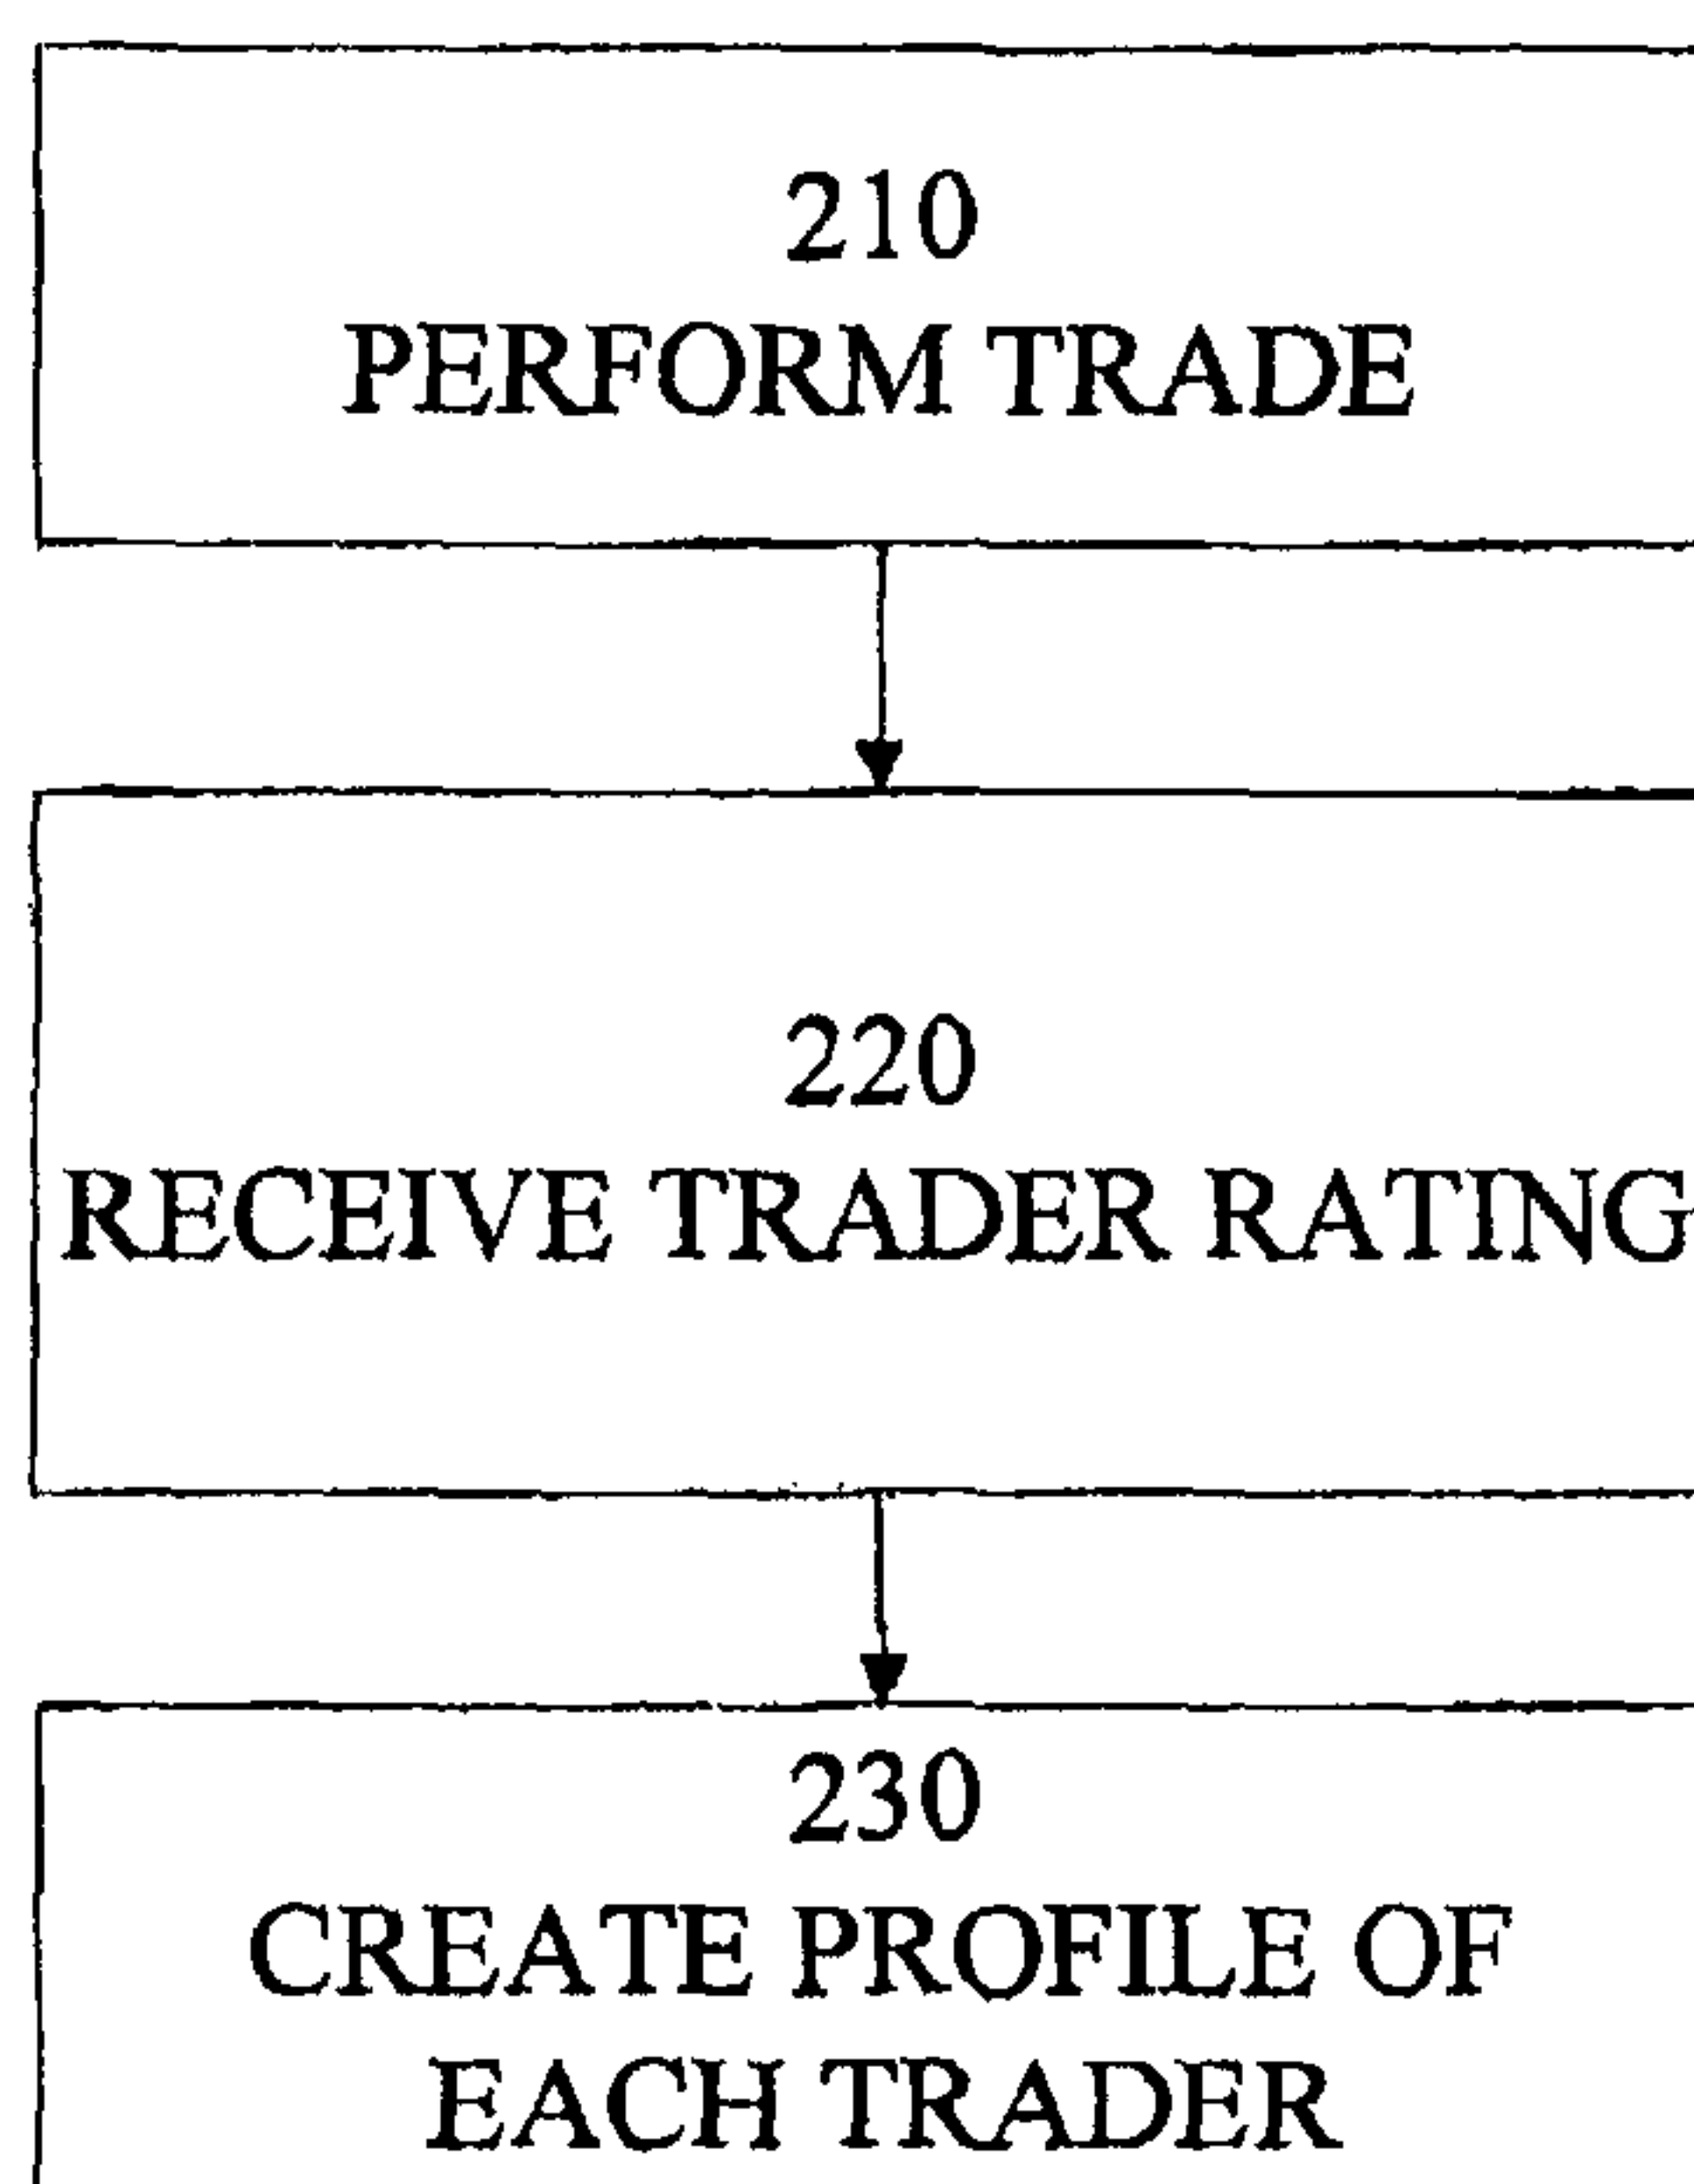 210
PERFORM TRADE
220
RECEIVE TRADER RATING
230
CREATE PROFILE OF
EACH TRADER